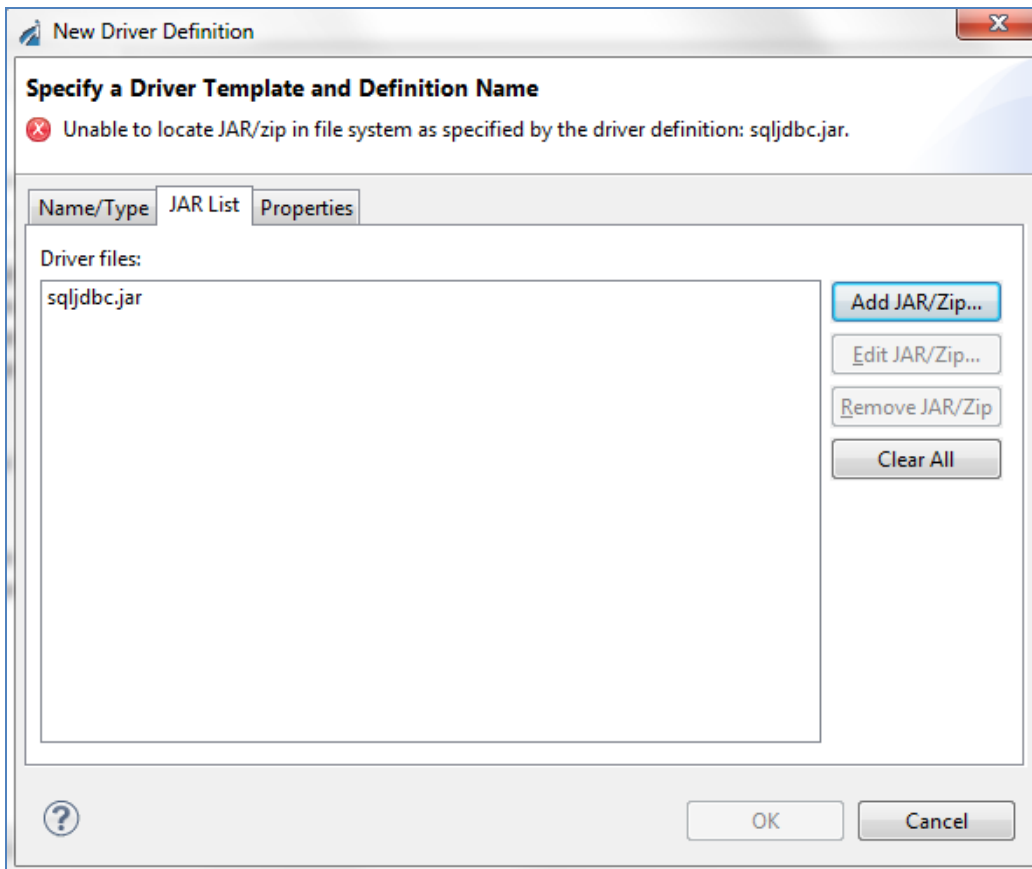 New Driver Definition
Specify a Driver Template and Definition Name
Unable to locate JAR/zip in file system as specified by the driver definition: sqljdbc.jar.
Name/Type JAR List Properties
Driver files:
sqljdbc.jar
Add JAR/Zip...
Edit JAR/Zip...
Remove JAR/Zip
Clear All
?
OK Cancel